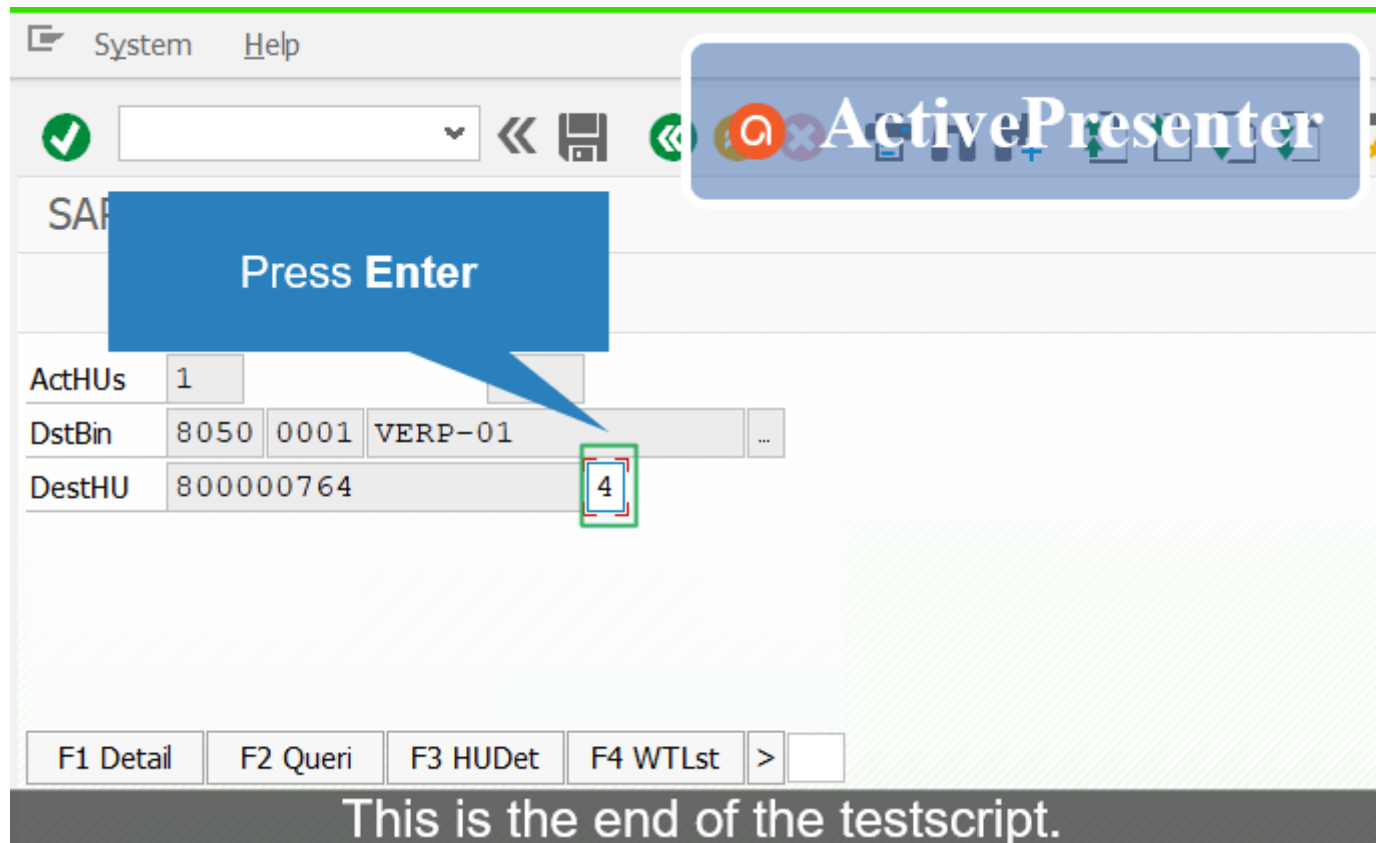 System Help
ActivePresenter
SAP
Press Enter
ActHUs 1
DstBin 8050 0001 VERP-01 ...
DestHU 800000764 4
F1 Detail F2 Queri F3 HUDet F4 WTLst >
This is the end of the testscript.